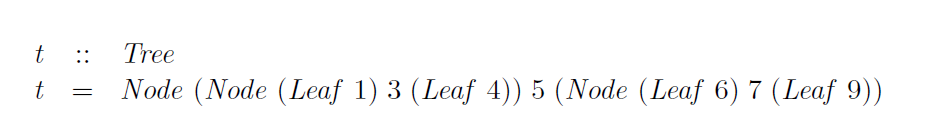 t :: Tree
t = Node (Node (Leaf 1) 3 (Leaf 4)) 5 (Node (Leaf 6) 7 (Leaf 9))